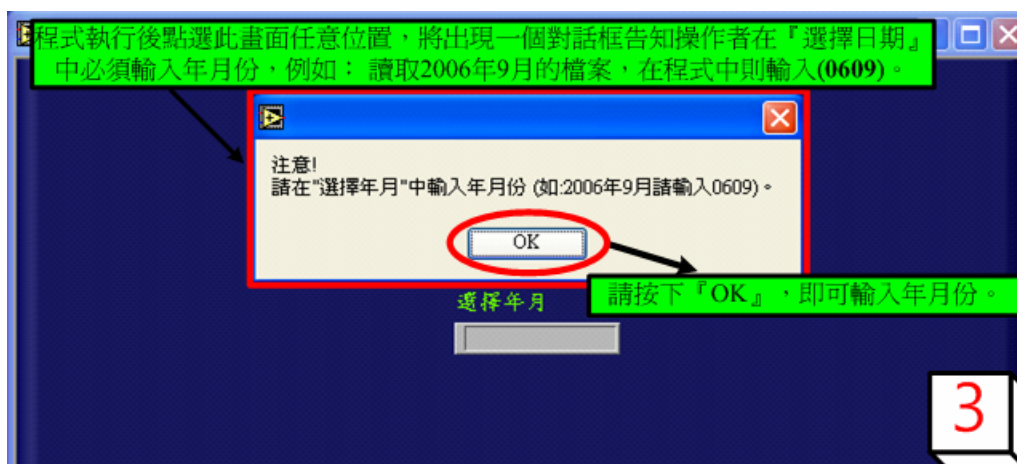 程式執行後點選此畫面任意位置，將出現一個對話框告知操作者在『選擇日期』
中必須輸入年月份，例如： 讀取2006年9月的檔案，在程式中則輸入(0609)。
注意!
請在"選擇年月"中輸入年月份 (如:2006年9月請輸入0609)。
OK
請按下『OK』，即可輸入年月份。
選擇年月
3